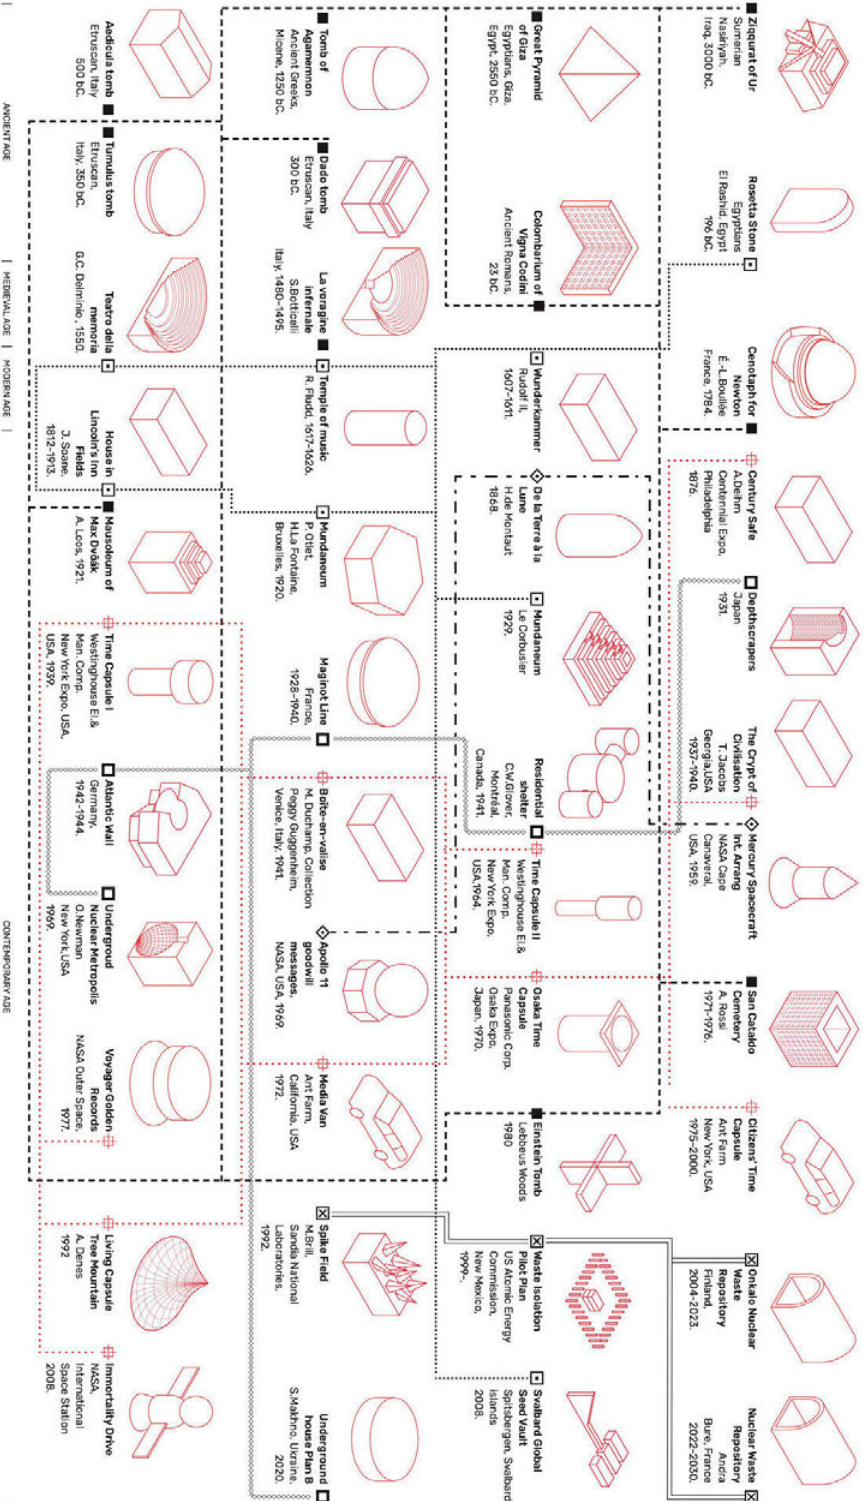 Ziqqurat of Ur
Sumerian
Nasiriyah,
Iraq, 3000 bC.
Rosetta Stone
Egyptians
El Rashid, Egypt
196 bC.
Cenotaph for
Newton
É.-L.Boullée
France, 1784.
Century Safe
A.Deihm
Centennial Expo,
Philadelphia
1876.
Depthscrapers
Japan
1931.
The Crypt of
Civilisation
T. Jacobs
Georgia,USA
1937-1940.
Mercury Spacecraft
Int. Arrang
NASA Cape
Canaveral,
USA, 1959.
San Cataldo
Cemetery
A. Rossi
1971-1976.
Citizens' Time
Capsule
Ant Farm
New York, USA
1975-2000.
Onkalo Nuclear
Waste
Repository
Finland,
2004-2023.
Nuclear Waste
Repository
Andra
Bure, France
2022-2030.
Great Pyramid
of Giza
Egyptians, Giza,
Egypt, 2550 bC.
Colombarium of
Vigna Codini
Ancient Romans,
23 bC.
Wunderkammer
Rudolf II,
1607-1611.
De la Terre à la
Lune
H.de Montaut
1868.
Mundaneum
Le Corbusier
1929.
Residential
shelter
C.W.Glover,
Montréal,
Canada, 1941.
Time Capsule II
Westinghouse El.&
Man. Comp.
New York Expo,
USA,1964.
Osaka Time
Capsule
Panasonic Corp.
Osaka Expo,
Japan, 1970.
Einstein Tomb
Lebbeus Woods
1980
Waste Isolation
Pilot Plan
US Atomic Energy
Commission,
New Mexico,
1999-.
Svalbard Global
Seed Vault
Spitsbergen, Svalbard
islands
2008.
Tomb of
Agamemnon
Ancient Greeks,
Micene, 1250 bC.
Dado tomb
Etruscan, Italy
300 bC.
La voragine
infernale
S.Botticelli
Italy, 1480-1495.
Temple of music
R. Fludd, 1617-1626.
Mundaneum
P. Otlet,
H.La Fontaine,
Bruxelles, 1920.
Maginot Line
France,
1928-1940.
Boîte-en-valise
M. Duchamp, Collection
Peggy Guggenheim,
Venice, Italy, 1941.
Apollo 11
goodwill
messages,
NASA, USA, 1969.
Media Van
Ant Farm,
California, USA
1972.
Spike Field
M.Brill,
Sandia National
Laboratories,
1992.
Underground
house Plan B
S.Makhno, Ukraine,
2020.
Aedicula tomb
Etruscan, Italy
500 bC.
Tumulus tomb
Etruscan,
Italy, 350 bC.
Teatro della
memoria
G.C. Delminio , 1550.
House in
Lincoln's Inn
Fields
J. Soane,
1812-1913.
Mausoleum of
Max Dvořák
A. Loos, 1921.
Time Capsule I
Westinghouse El.&
Man. Comp.
New York Expo, USA,
USA, 1939.
Atlantic Wall
Germany,
1942-1944.
Undergroud
Nuclear Metropolis
O.Newman
New York,USA
1969.
Voyager Golden
Records
NASA Outer Space,
1977.
Living Capsule
Tree Mountain
A. Denes
1992
Immortality Drive
NASA,
International
Space Station
2008.
ANCIENT AGE
MEDIEVAL AGE
MODERN AGE
CONTEMPORARY AGE